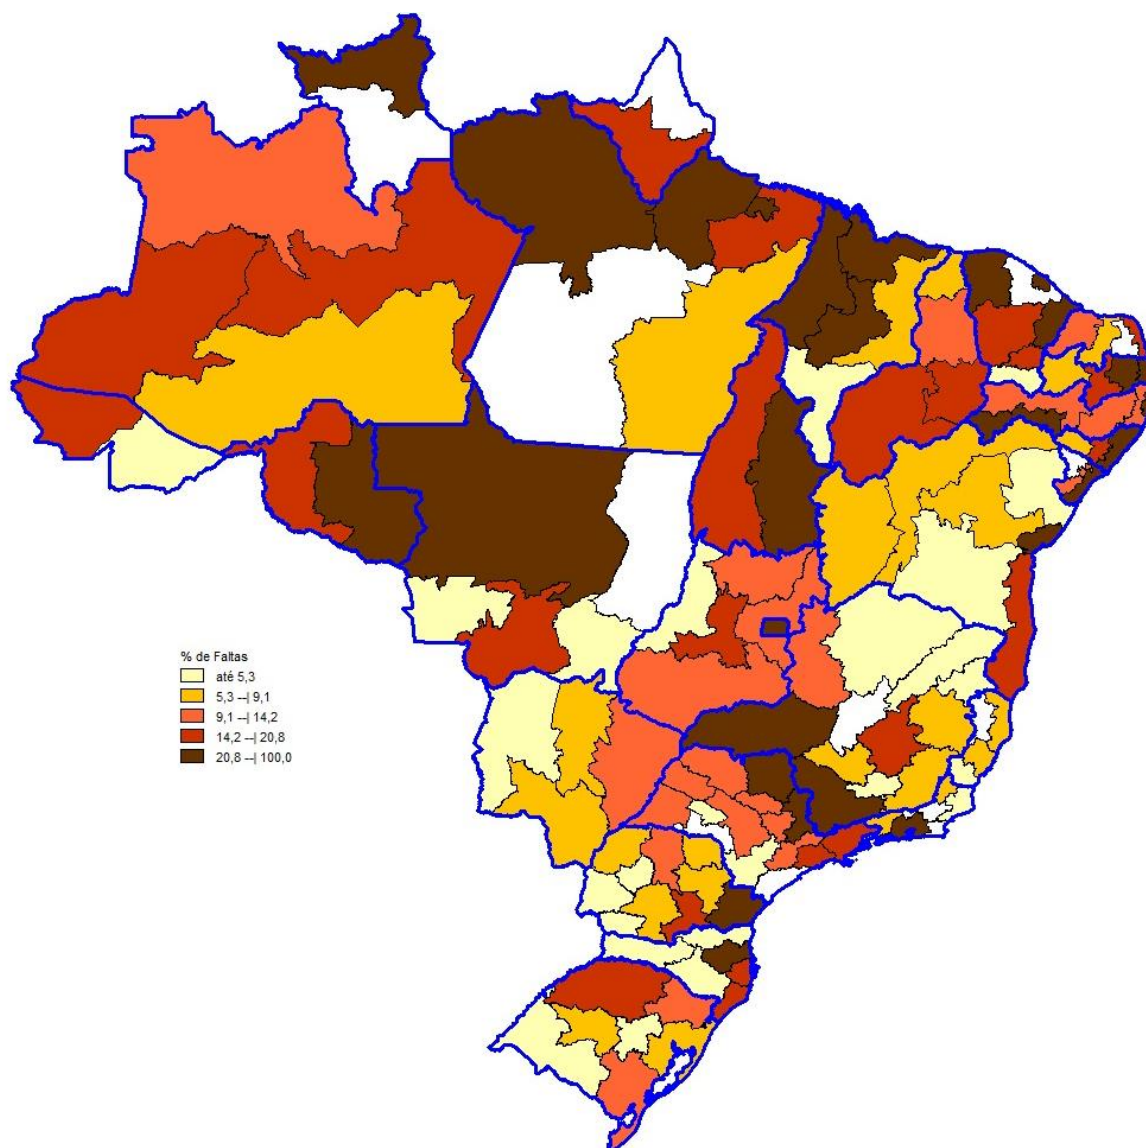 % de Faltas
até 5,3
5,3 --| 9,1
9,1 --| 14,2
14,2 --| 20,8
20,8 --| 100,0